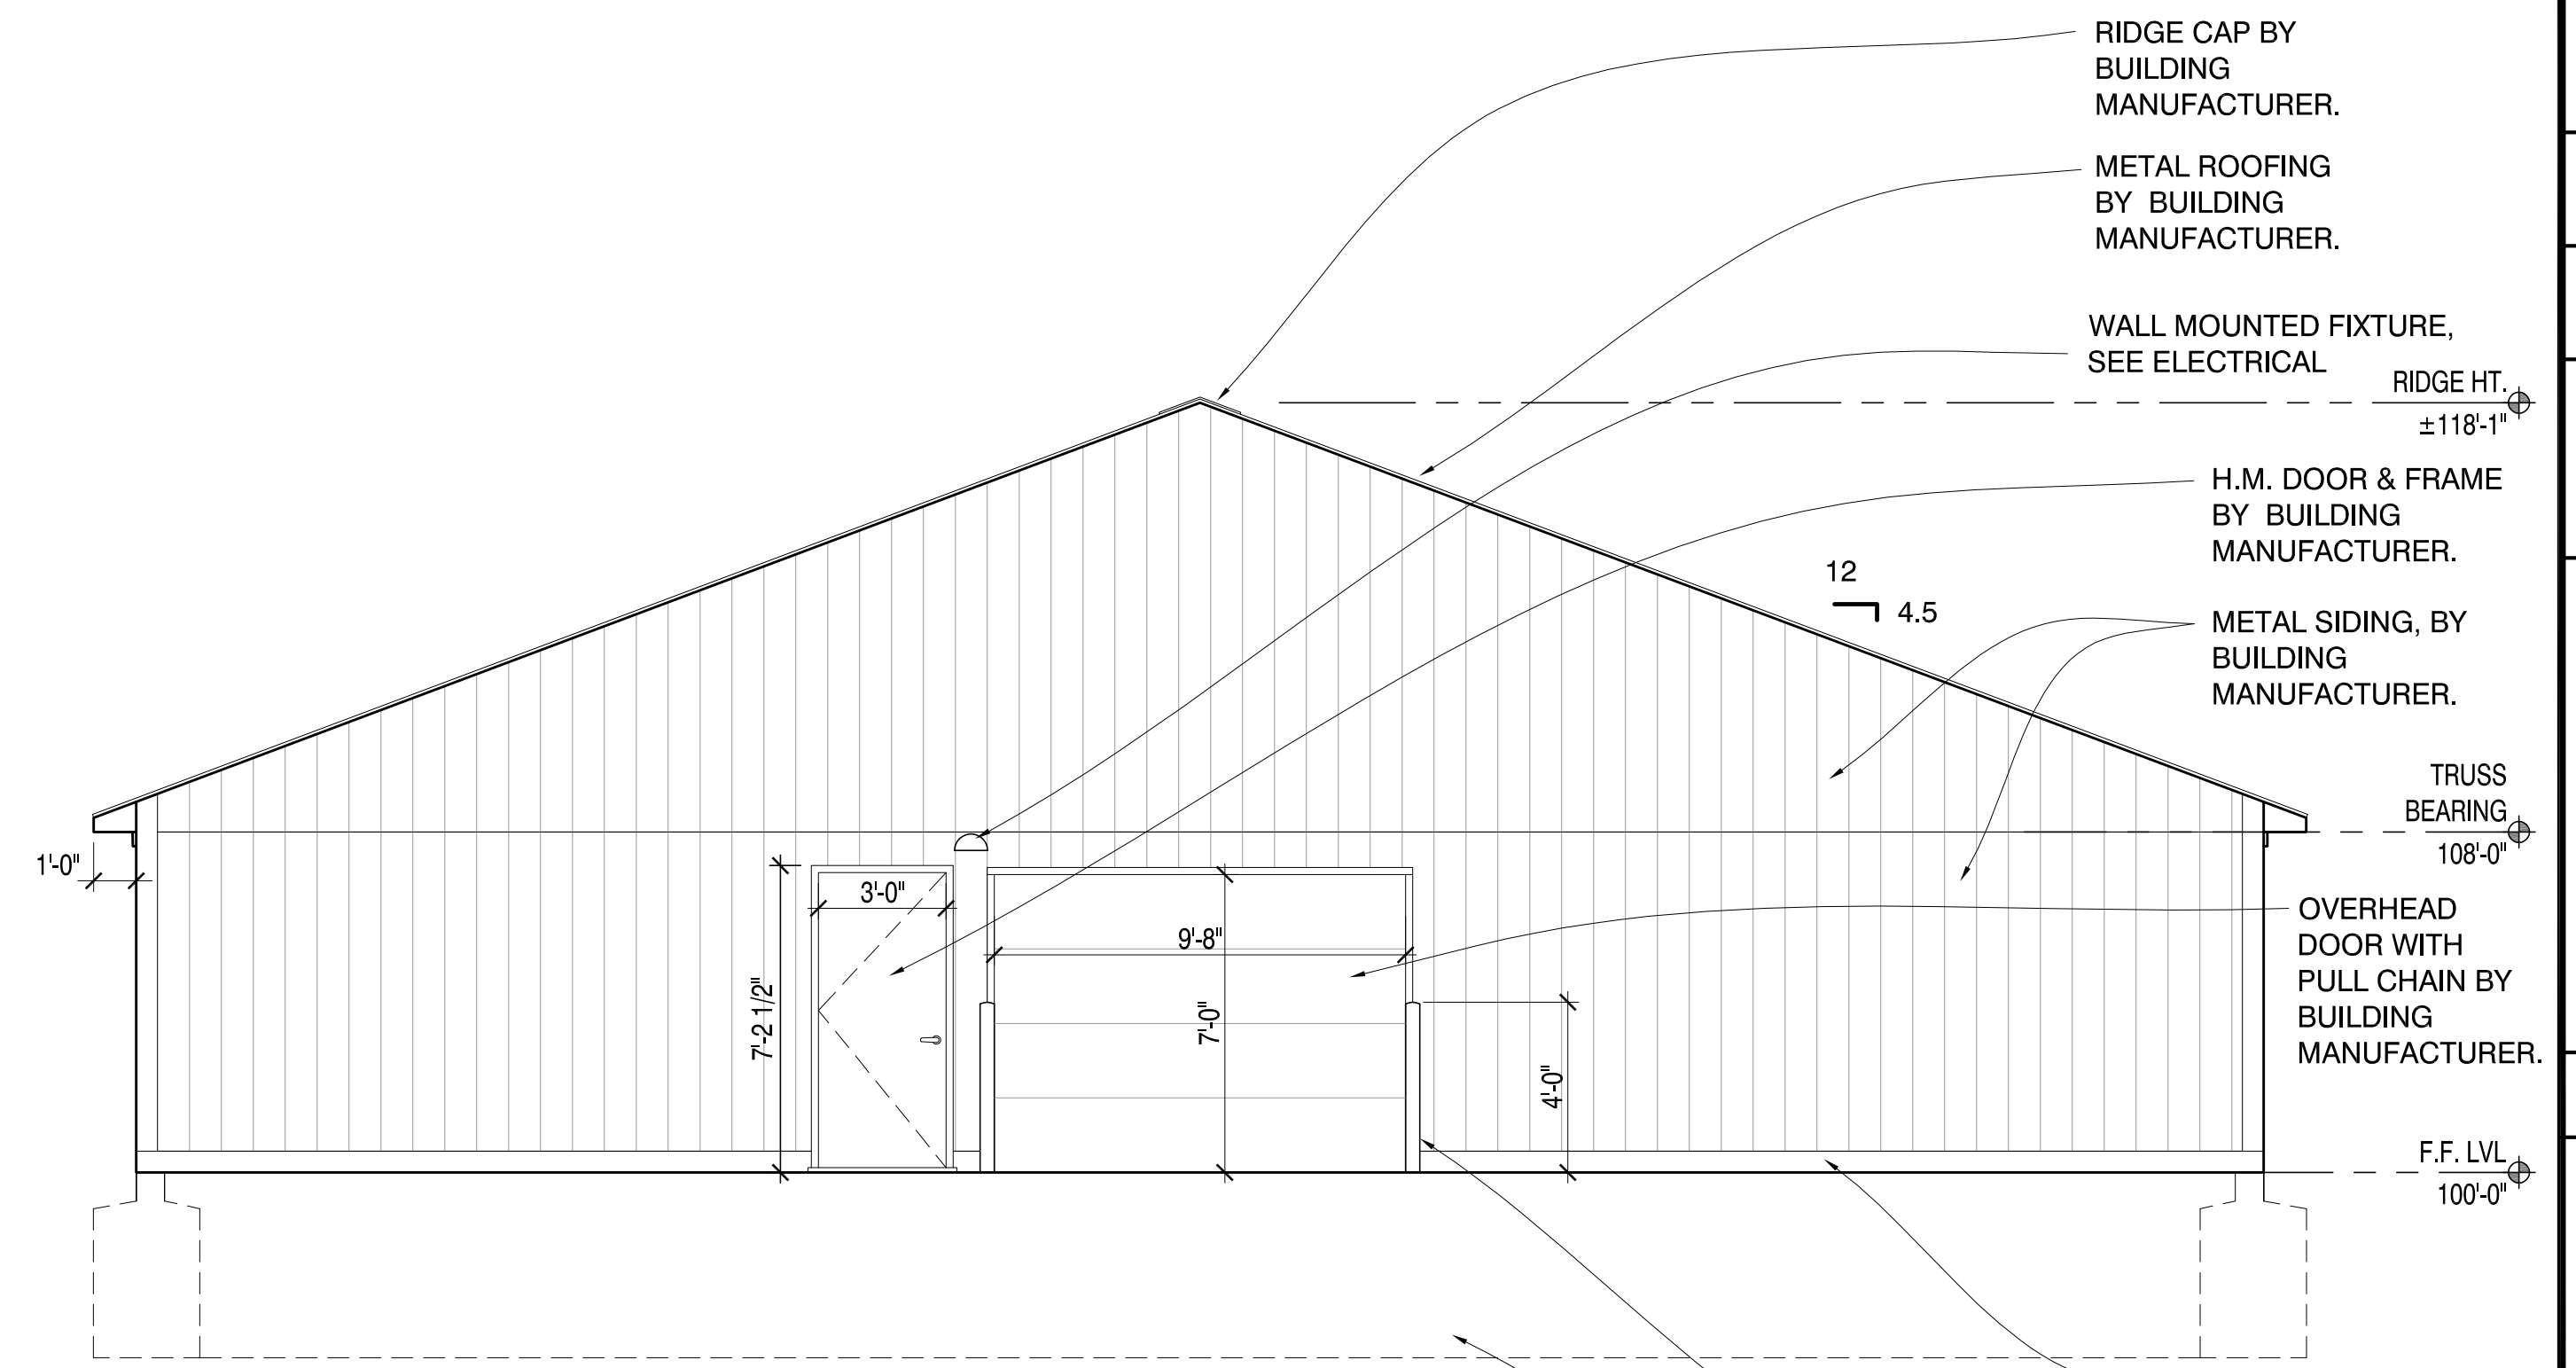 RIDGE CAP BY
BUILDING
MANUFACTURER.
METAL ROOFING
BY BUILDING
MANUFACTURER.
WALL MOUNTED FIXTURE,
SEE ELECTRICAL
RIDGE HT.
±118'-1"
H.M. DOOR & FRAME
BY BUILDING
MANUFACTURER.
12
4.5
METAL SIDING, BY
BUILDING
MANUFACTURER.
TRUSS
BEARING
108'-0"
1'-0"
3'-0"
9'-8"
7'-2 1/2"
7'-0"
4'-0"
OVERHEAD
DOOR WITH
PULL CHAIN BY
BUILDING
MANUFACTURER.
F.F. LVL
100'-0"